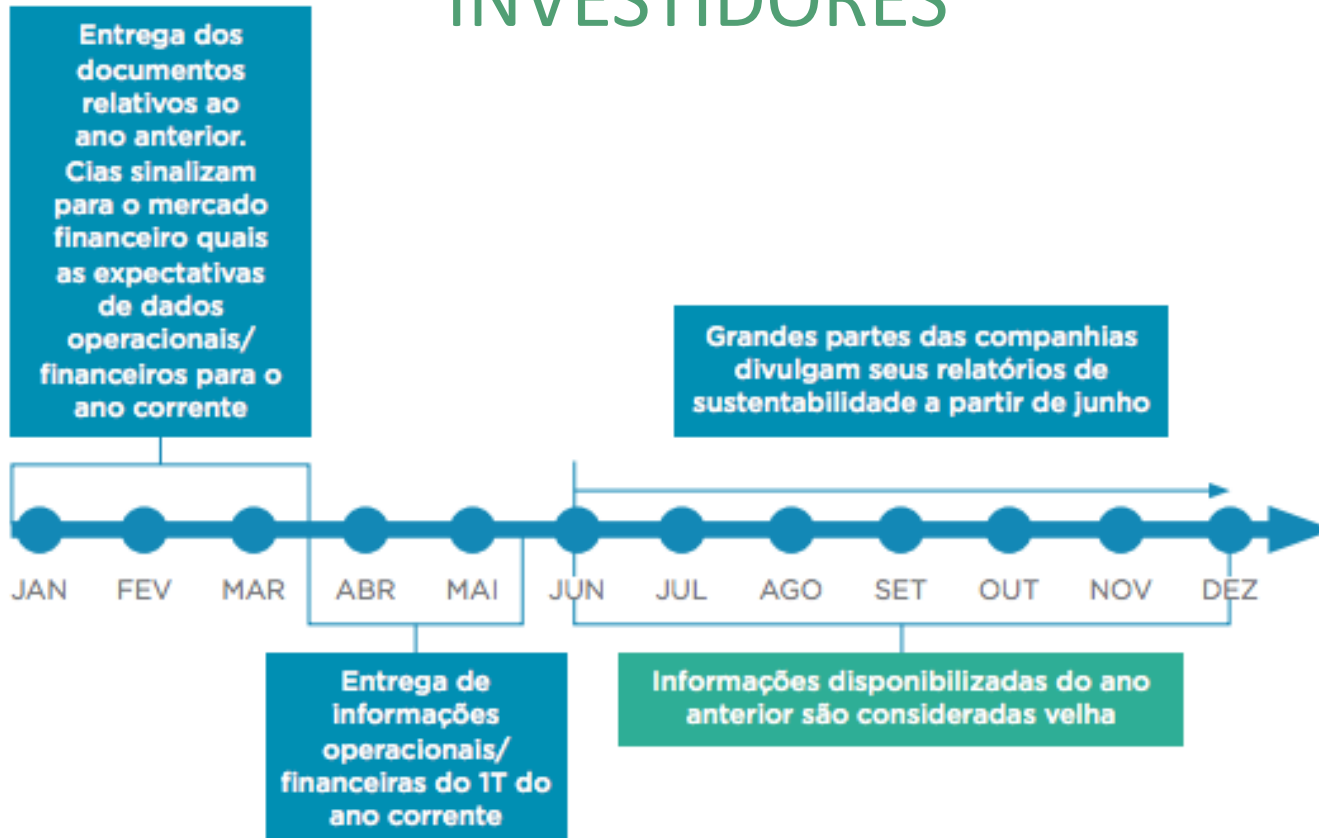 INVESTIDORES
Entrega dos
documentos
relativos ao
ano anterior.
Cias sinalizam
para o mercado
financeiro quais
as expectativas
de dados
operacionais/
financeiros para o
ano corrente
Grandes partes das companhias
divulgam seus relatórios de
sustentabilidade a partir de junho
JAN FEV MAR ABR MAI JUN JUL AGO SET OUT NOV DEZ
Entrega de
informações
operacionais/
financeiras do 1T do
ano corrente
Informações disponibilizadas do ano
anterior são consideradas velha